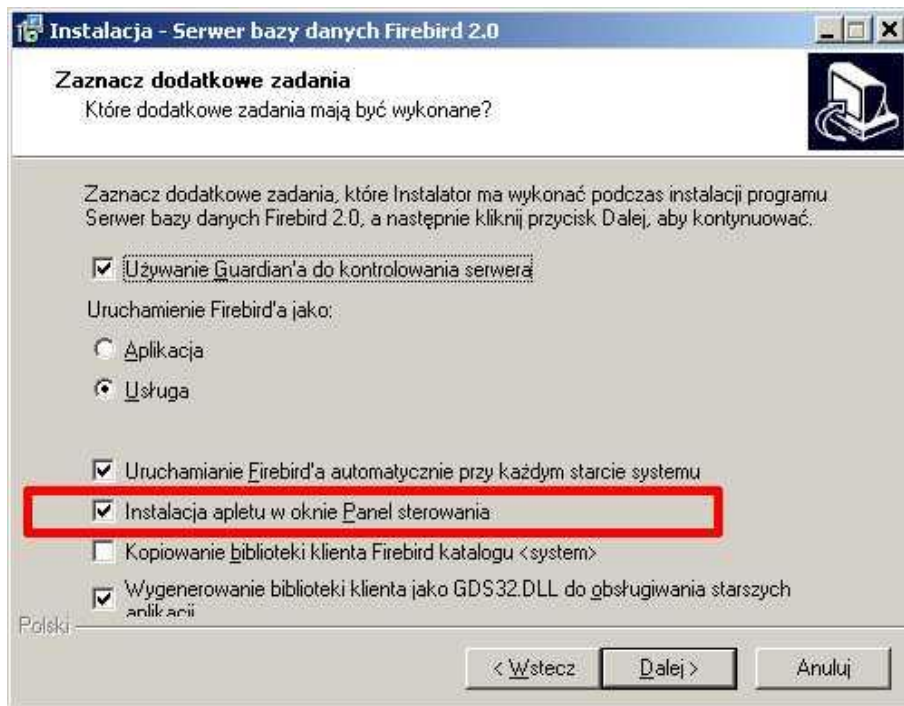 Instalacja - Serwer bazy danych Firebird 2.0
Zaznacz dodatkowe zadania
Które dodatkowe zadania mają być wykonane?
Zaznacz dodatkowe zadania, które Instalator ma wykonać podczas instalacji programu
Serwer bazy danych Firebird 2.0, a następnie kliknij przycisk Dalej, aby kontynuować.
Używanie Guardian'a do kontrolowania serwera
Uruchamienie Firebird'a jako:
Aplikacja
Usługa
Uruchamianie Firebird'a automatycznie przy każdym starcie systemu
Instalacja apletu w oknie Panel sterowania
Kopiowanie biblioteki klienta Firebird katalogu <system>
Wygenerowanie biblioteki klienta jako GDS32.DLL do obsługiwania starszych
aplikacji
Polski
< Wstecz
Dalej >
Anuluj